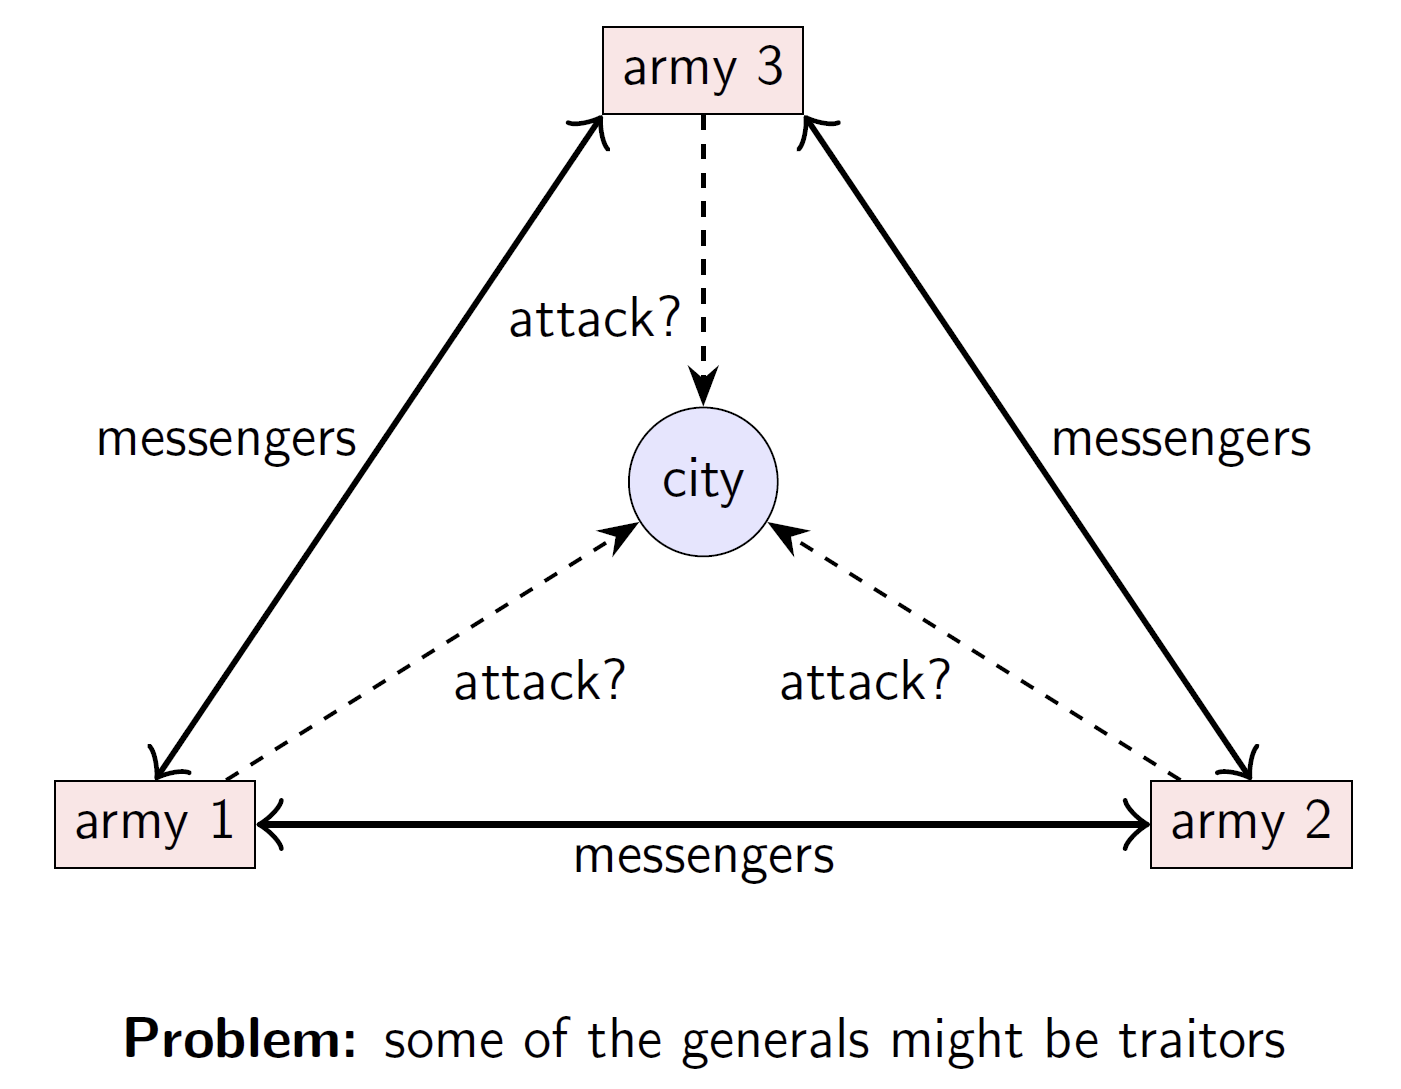 army 3
attack?
messengers
messengers
city
attack?
attack?
army 1
army 2
messengers
Problem: some of the generals might be traitors